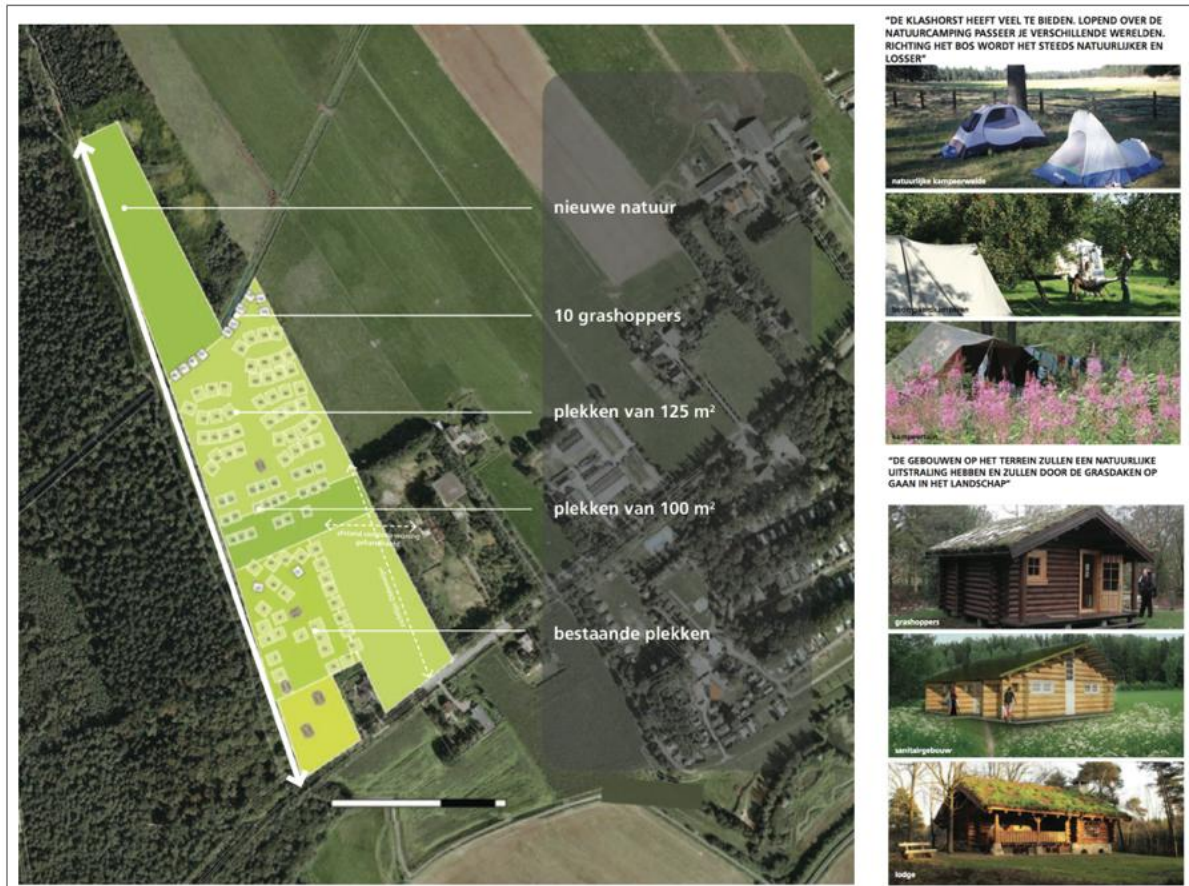 nieuwe natuur
10 grashoppers
plekken van 125 m²
plekken van 100 m²
bestaande plekken
"DE KLASHORST HEEFT VEEL TE BIEDEN. LOPEND OVER DE
NATUURCAMPING PASSEER JE VERSCHILLENDE WERELDEN.
RICHTING HET BOS WORDT HET STEEDS NATUURLIJKER EN
LOSSER"
natuurlijke kampeerweide
kampeertuin
"DE GEBOUWEN OP HET TERREIN ZULLEN EEN NATUURLIJKE
UITSTRALING HEBBEN EN ZULLEN DOOR DE GRASDAKEN OP
GAAN IN HET LANDSCHAP"
grashoppers
sanitairgebouw
lodge